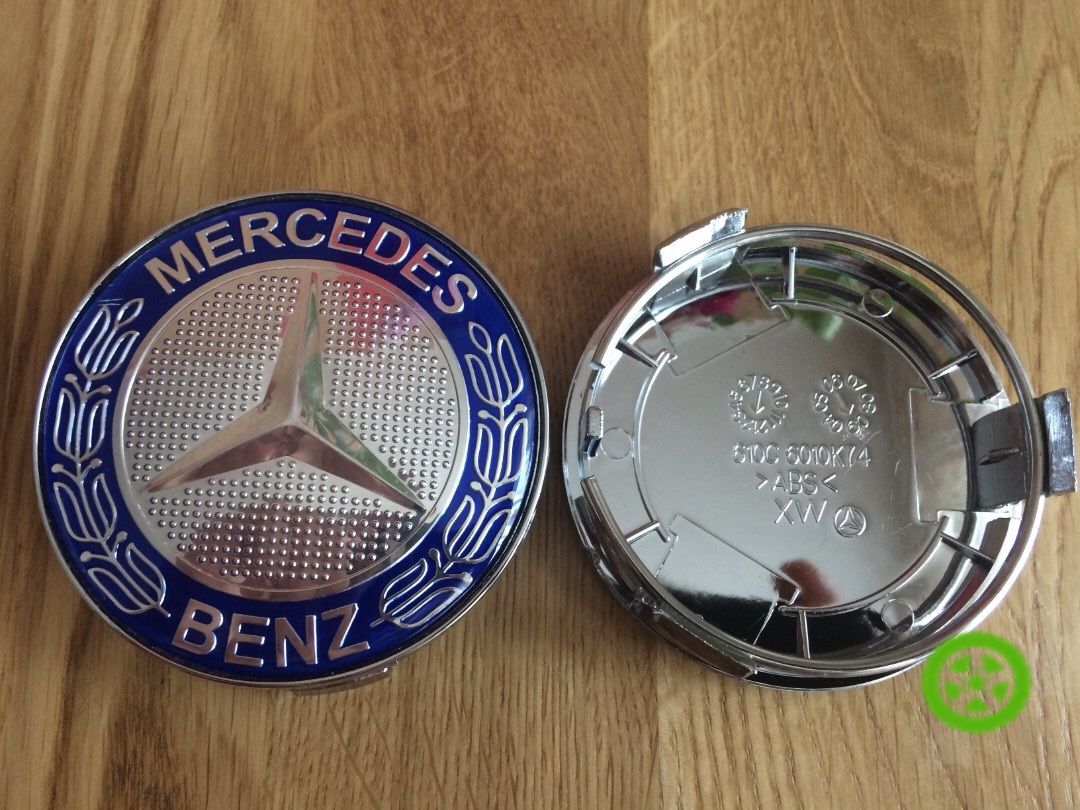 MERCEDES
BENZ
610C 6010K74
>ABS<
XW